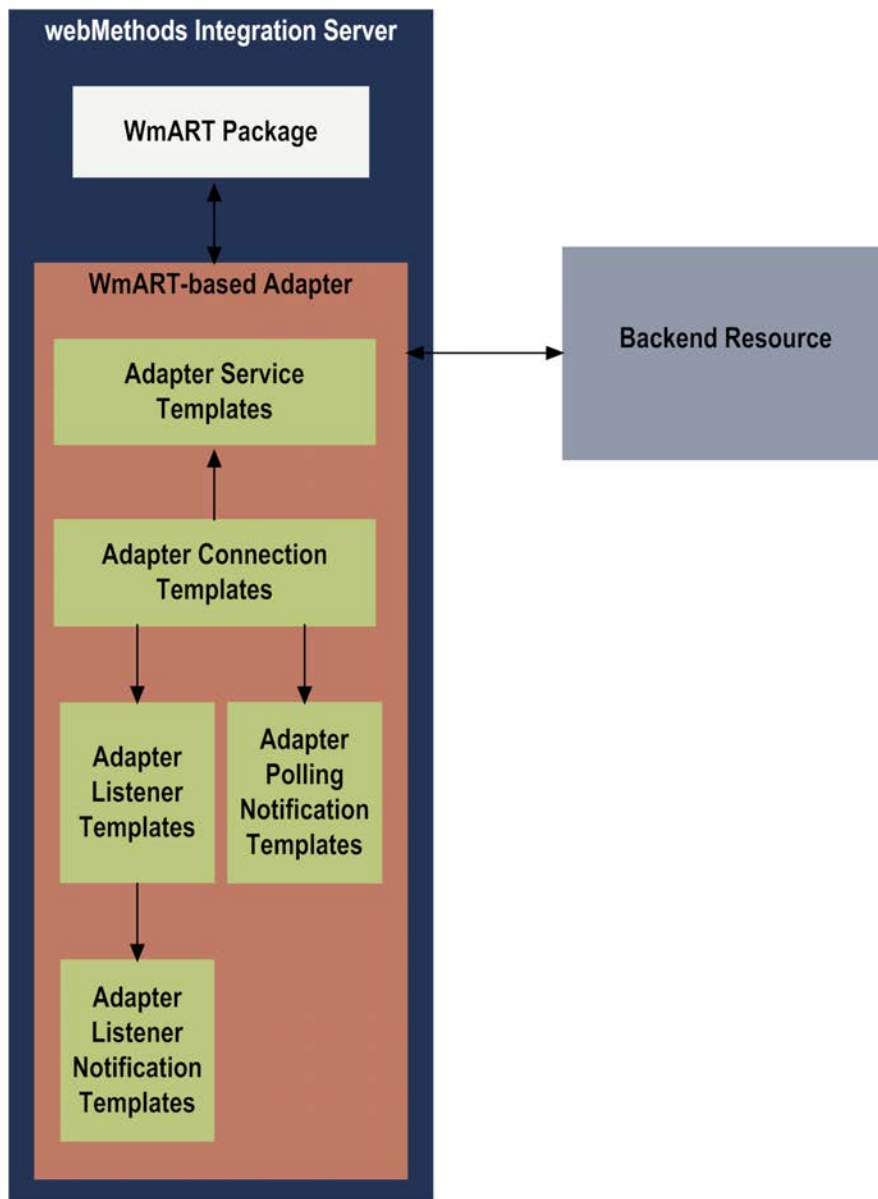 webMethods Integration Server
WmART Package
WmART-based Adapter
Adapter Service
Templates
Backend Resource
Adapter Connection
Templates
Adapter
Listener
Templates
Adapter
Polling
Notification
Templates
Adapter
Listener
Notification
Templates